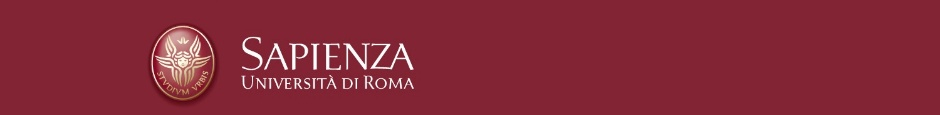 SAPIENZA
UNIVERSITÀ DI ROMA
STVDIVM VRBIS